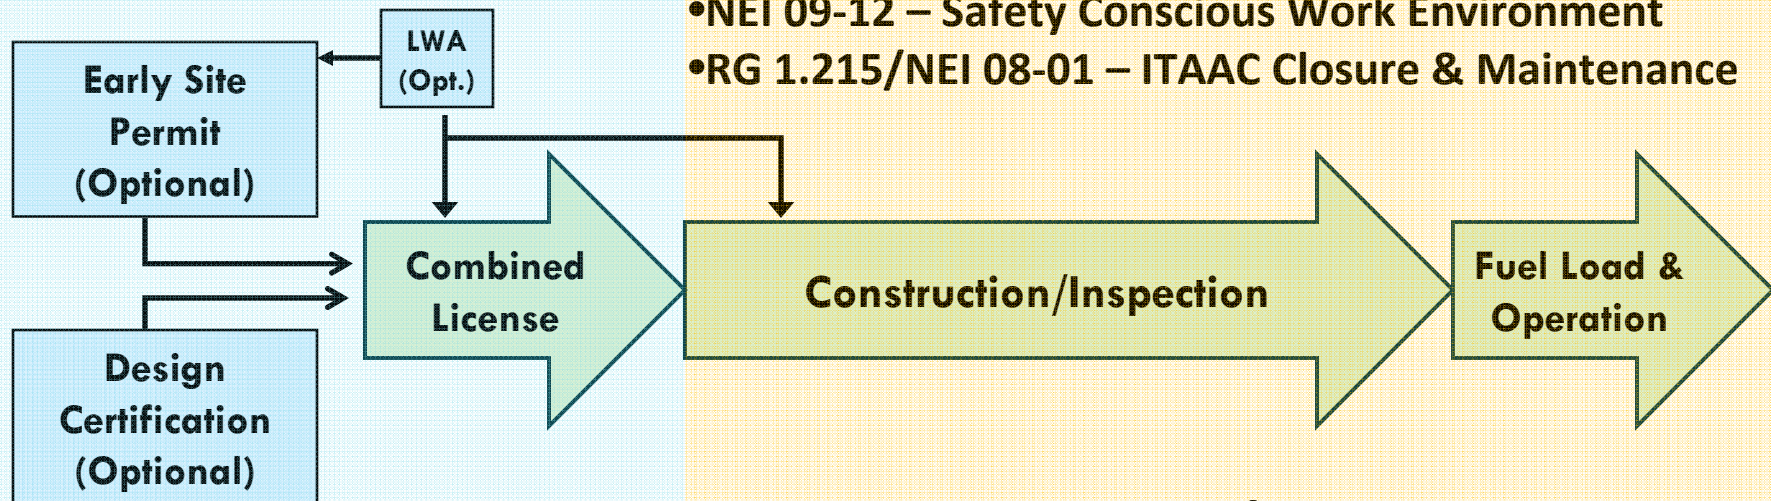 •NEI 09-12 – Safety Conscious Work Environment
•RG 1.215/NEI 08-01 – ITAAC Closure & Maintenance
LWA
(Opt.)
Early Site
Permit
(Optional)
Combined
License
Construction/Inspection
Fuel Load &
Operation
Design
Certification
(Optional)